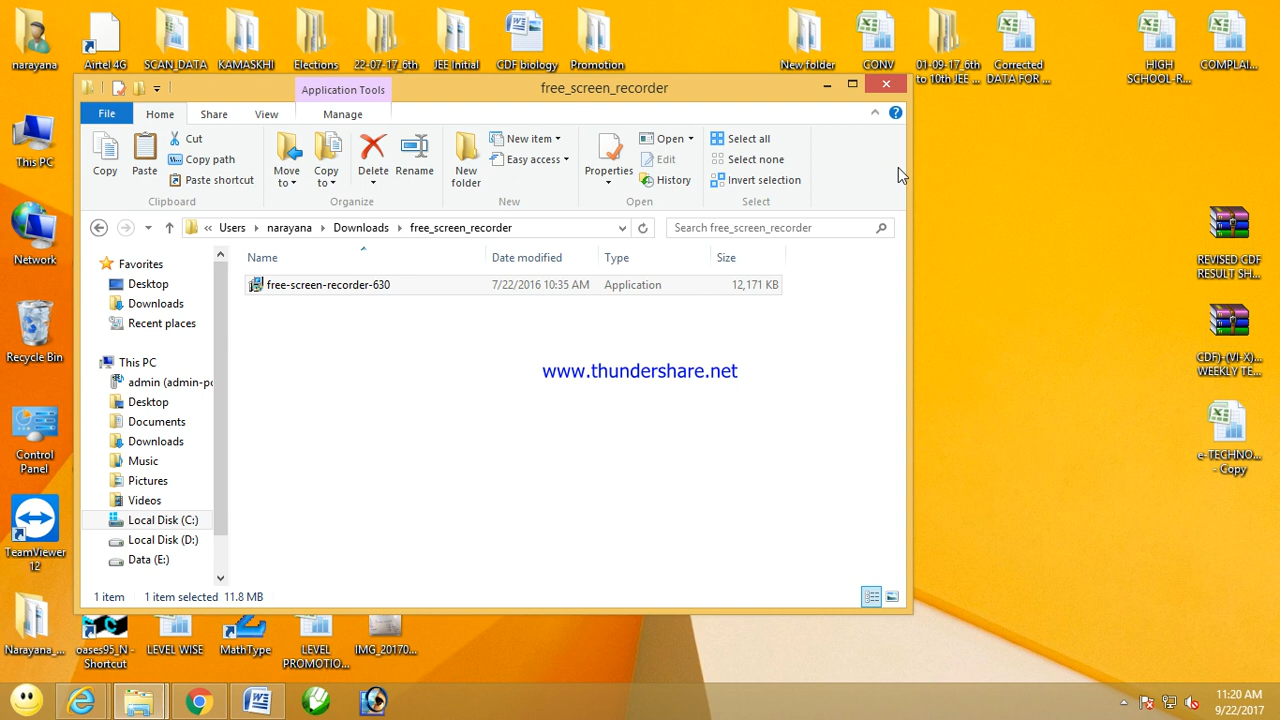 narayana
Airtel 4G
SCAN_DATA
KAMASKHI
Elections
22-07-17_6th
JEE Initial
CDF biology
Promotion
New folder
CONV
01-09-17_6th
to 10th JEE ...
Corrected
DATA FOR ...
HIGH
SCHOOL-R...
COMPLAI...
free_screen_recorder
Application Tools
File
Home
Share
View
Manage
This PC
Copy
Paste
Cut
Copy path
Paste shortcut
Clipboard
Move
to
Copy
to
Delete
Rename
Organize
New
folder
New item
Easy access
New
Properties
Open
Edit
History
Open
Select all
Select none
Invert selection
Select
« Users
narayana
Downloads
free_screen_recorder
Search free_screen_recorder
Network
Favorites
Desktop
Downloads
Recent places
Name
Date modified
Type
Size
free-screen-recorder-630
7/22/2016 10:35 AM
Application
12,171 KB
www.thundershare.net
REVISED CDF
RESULT SH...
Recycle Bin
This PC
admin (admin-pc
Desktop
Documents
Downloads
Music
Pictures
Videos
Local Disk (C:)
Local Disk (D:)
Data (E:)
CDF)-(VI-X)...
WEEKLY TE...
Control
Panel
e-TECHNO...
- Copy
TeamViewer
12
1 item
1 item selected 11.8 MB
Narayana_...
oases95_N -
Shortcut
LEVEL WISE
MathType
LEVEL
PROMOTIO...
IMG_20170...
11:20 AM
9/22/2017